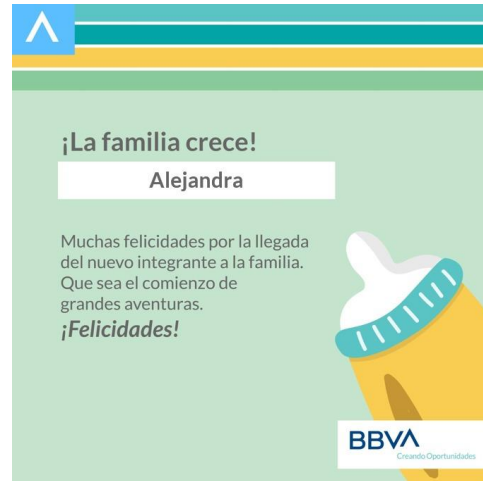 ¡La familia crece!
Alejandra
Muchas felicidades por la llegada
del nuevo integrante a la familia.
Que sea el comienzo de
grandes aventuras.
¡Felicidades!
BBVA
Creando Oportunidades